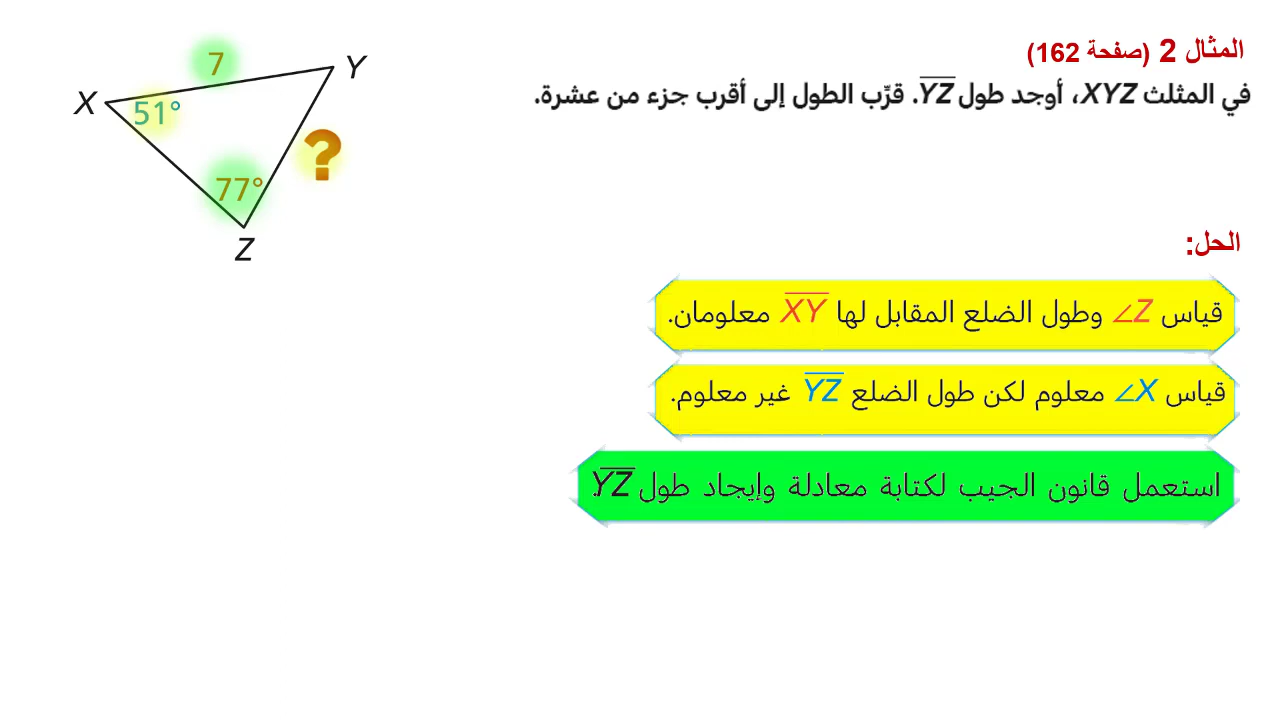 المثال 2 (صفحة 162)
في المثلث XYZ، أوجد طول YZ. قرّب الطول إلى أقرب جزء من عشرة.
7
Y
X
51°
?
77°
Z
الحل:
قياس ∠Z وطول الضلع المقابل لها XY معلومان.
قياس ∠X معلوم لكن طول الضلع YZ غير معلوم.
استعمل قانون الجيب لكتابة معادلة وإيجاد طول YZ.